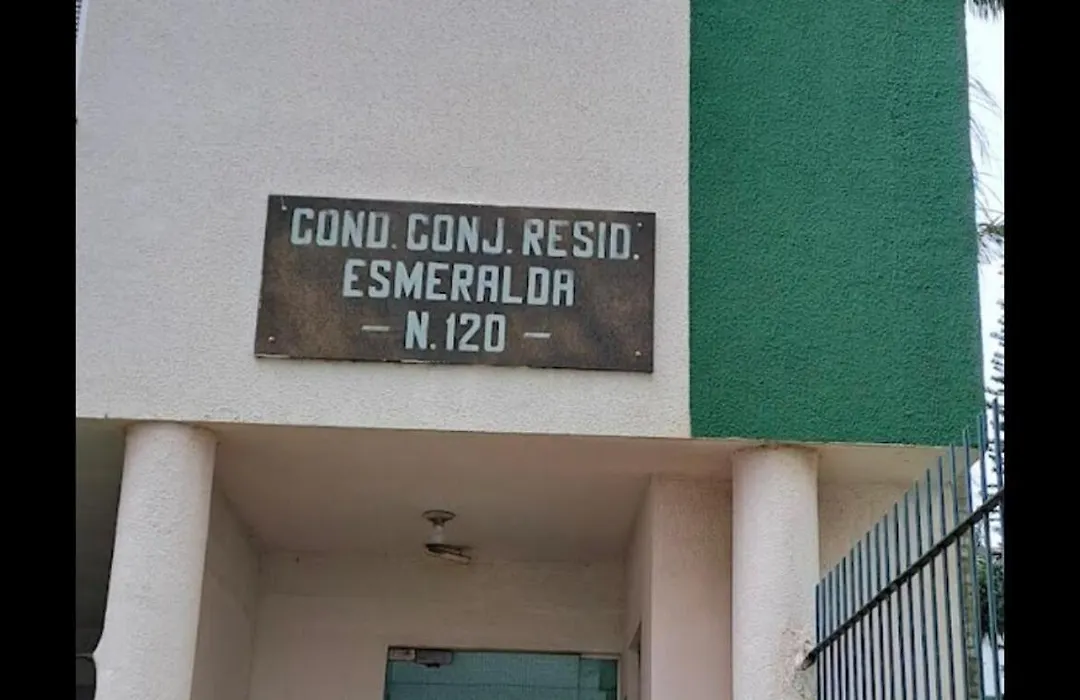 COND. CONJ. RESID.
ESMERALDA
— N. 120 —